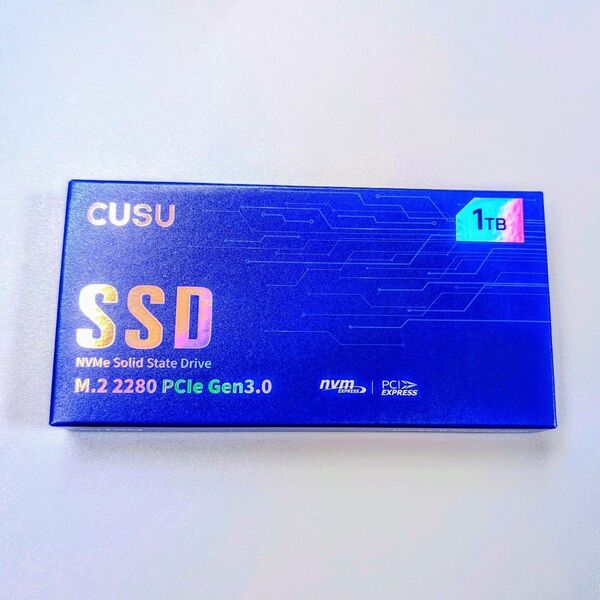 CUSU
1TB
SSD
NVMe Solid State Drive
M.2 2280 PCIe Gen3.0
nvm EXPRESS | PCI EXPRESS